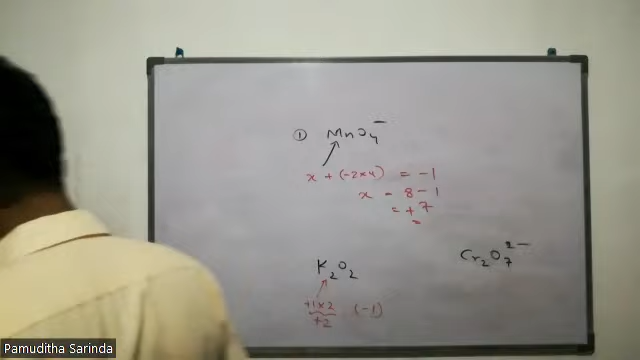 ① MnO₄⁻
x + (-2×4) = -1
x = 8-1
= +7
=
K₂O₂
+1×2 (-1)
+2
Cr₂O₇²⁻
Pamuditha Sarinda